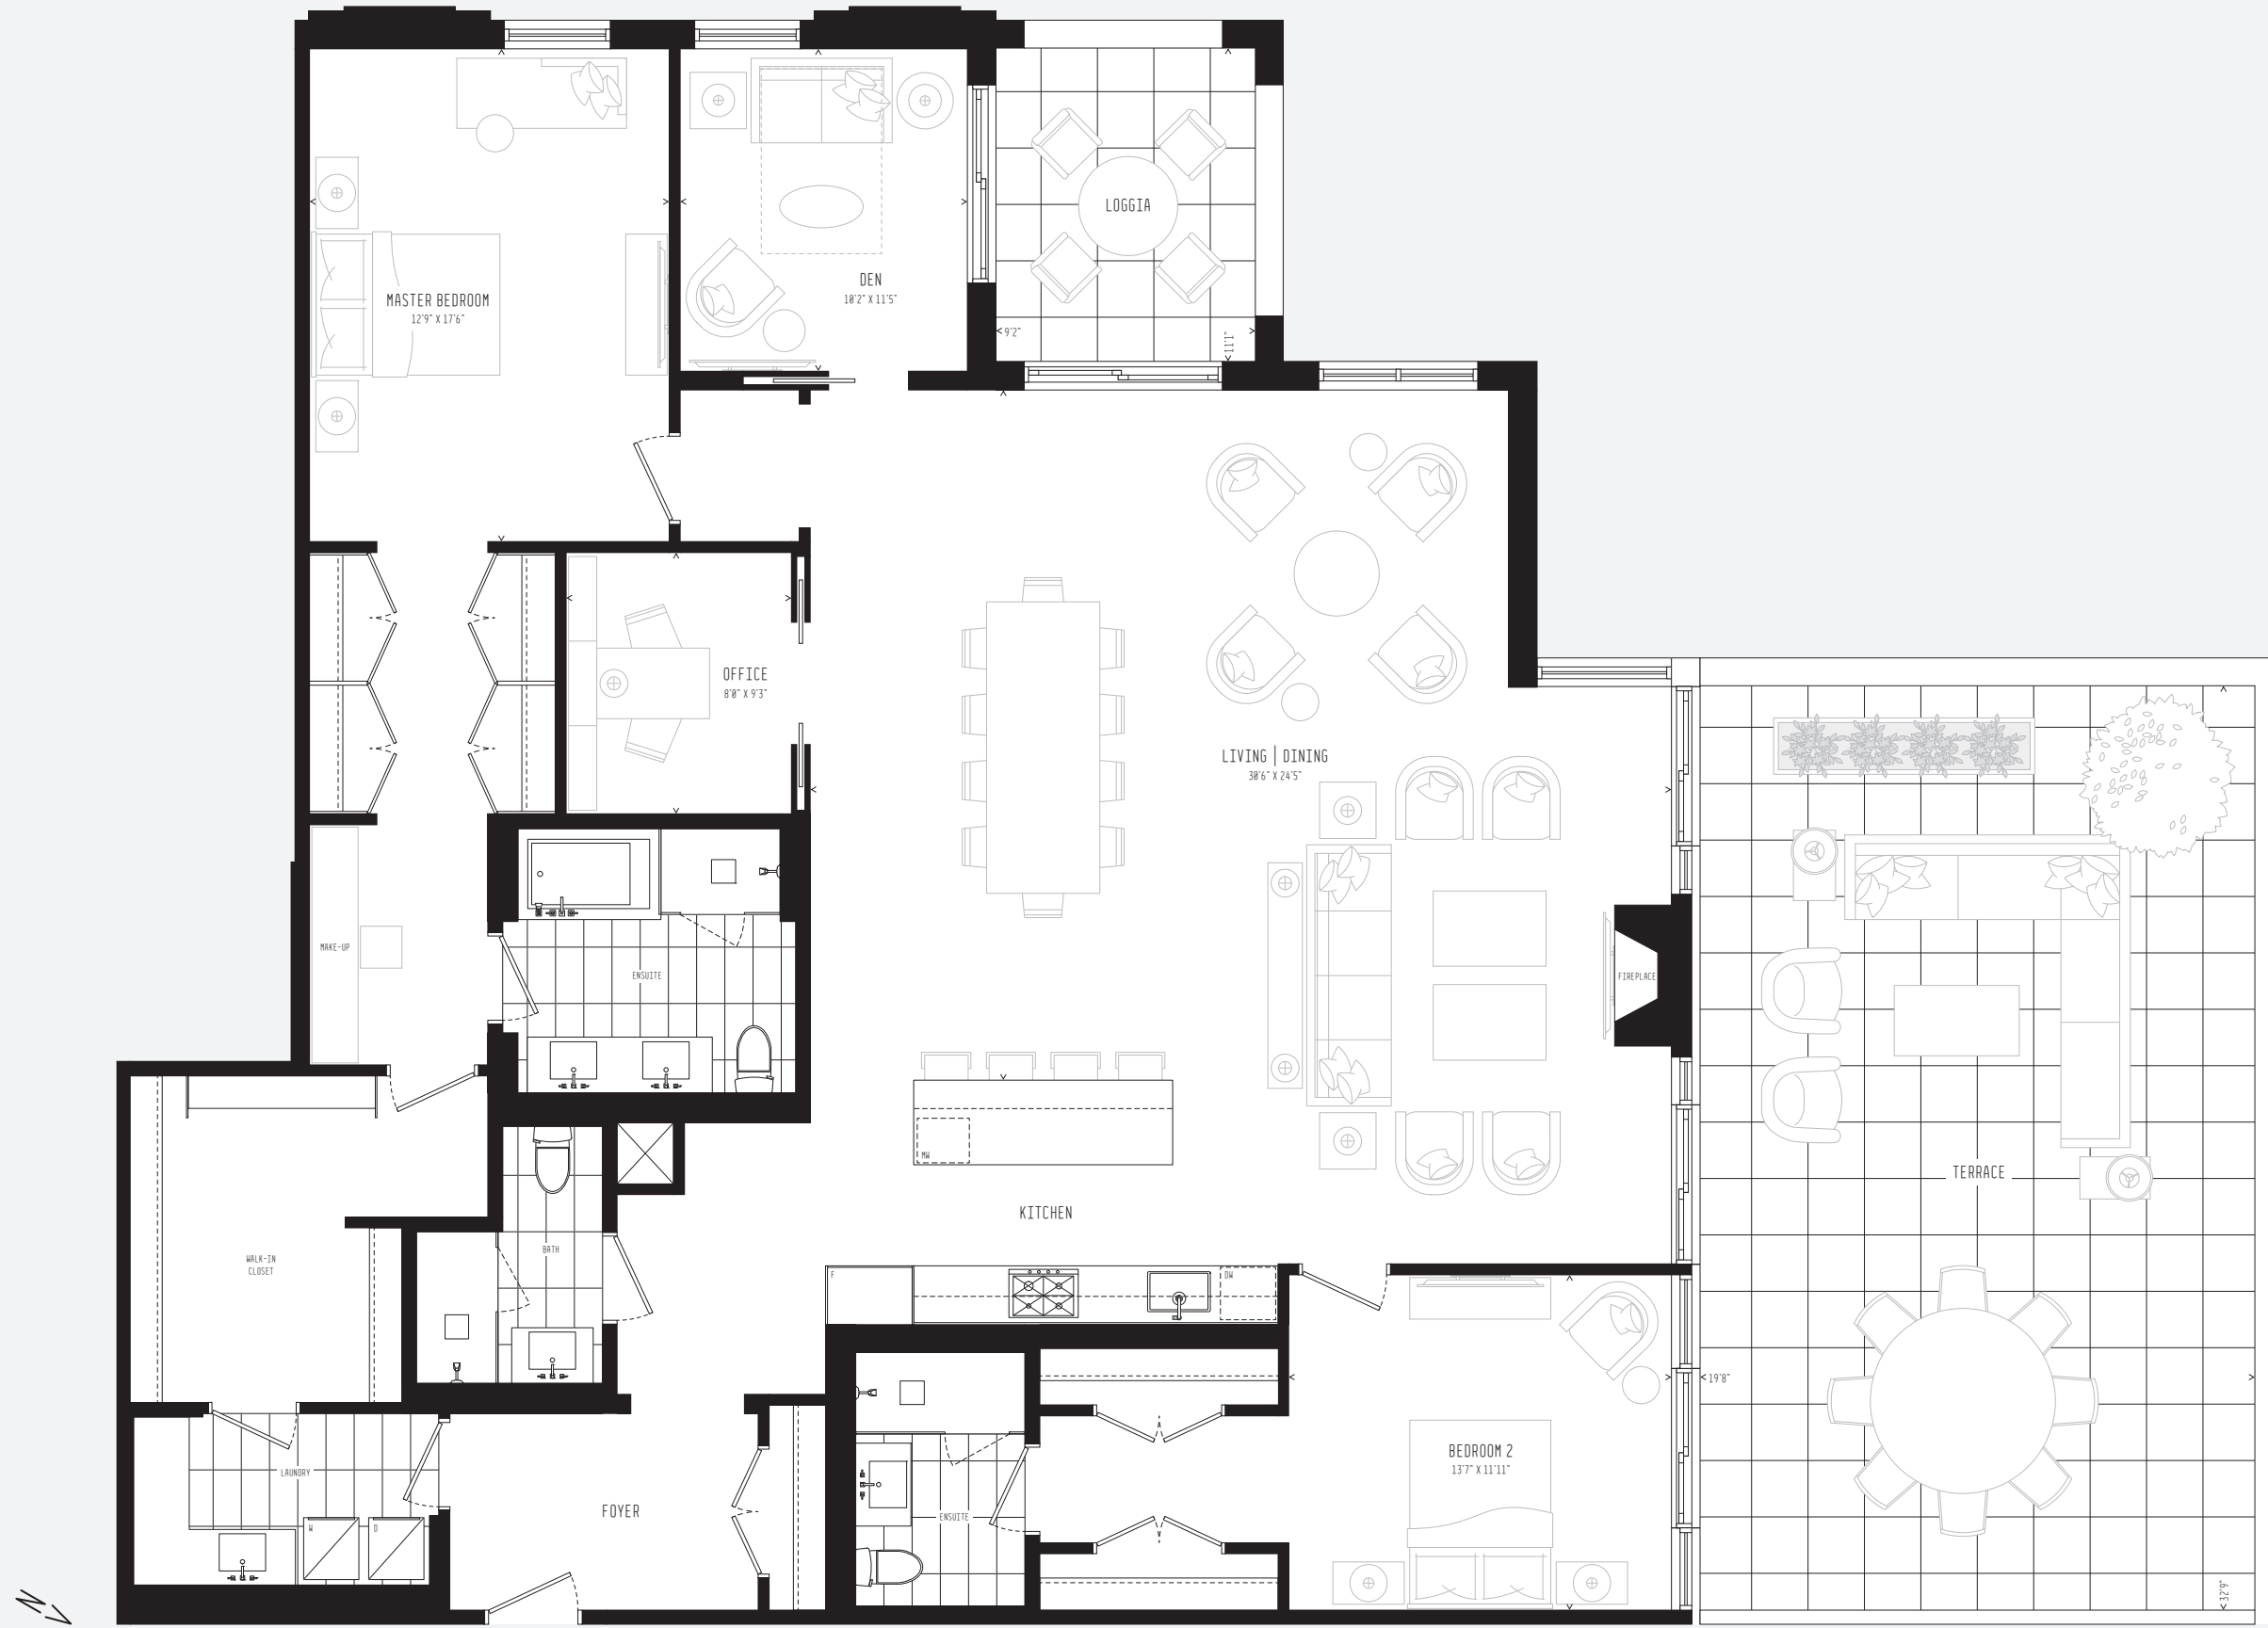 LOGGIA
9'2"
11'1"
DEN
10'2" X 11'5"
MASTER BEDROOM
12'9" X 17'6"
OFFICE
8'0" X 9'3"
LIVING | DINING
30'6" X 24'5"
MAKE-UP
ENSUITE
FIREPLACE
MW
TERRACE
KITCHEN
BATH
WALK-IN
CLOSET
F
DW
19'8"
BEDROOM 2
13'7" X 11'11"
LAUNDRY
W
D
FOYER
ENSUITE
32'6"
N